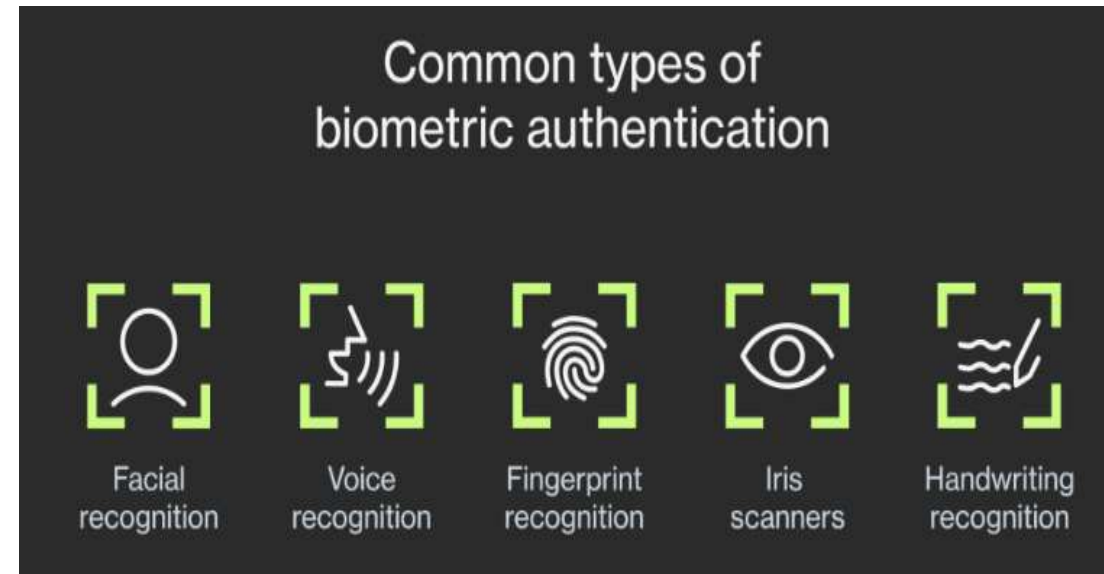 Common types of
biometric authentication
Facial
recognition
Voice
recognition
Fingerprint
recognition
Iris
scanners
Handwriting
recognition